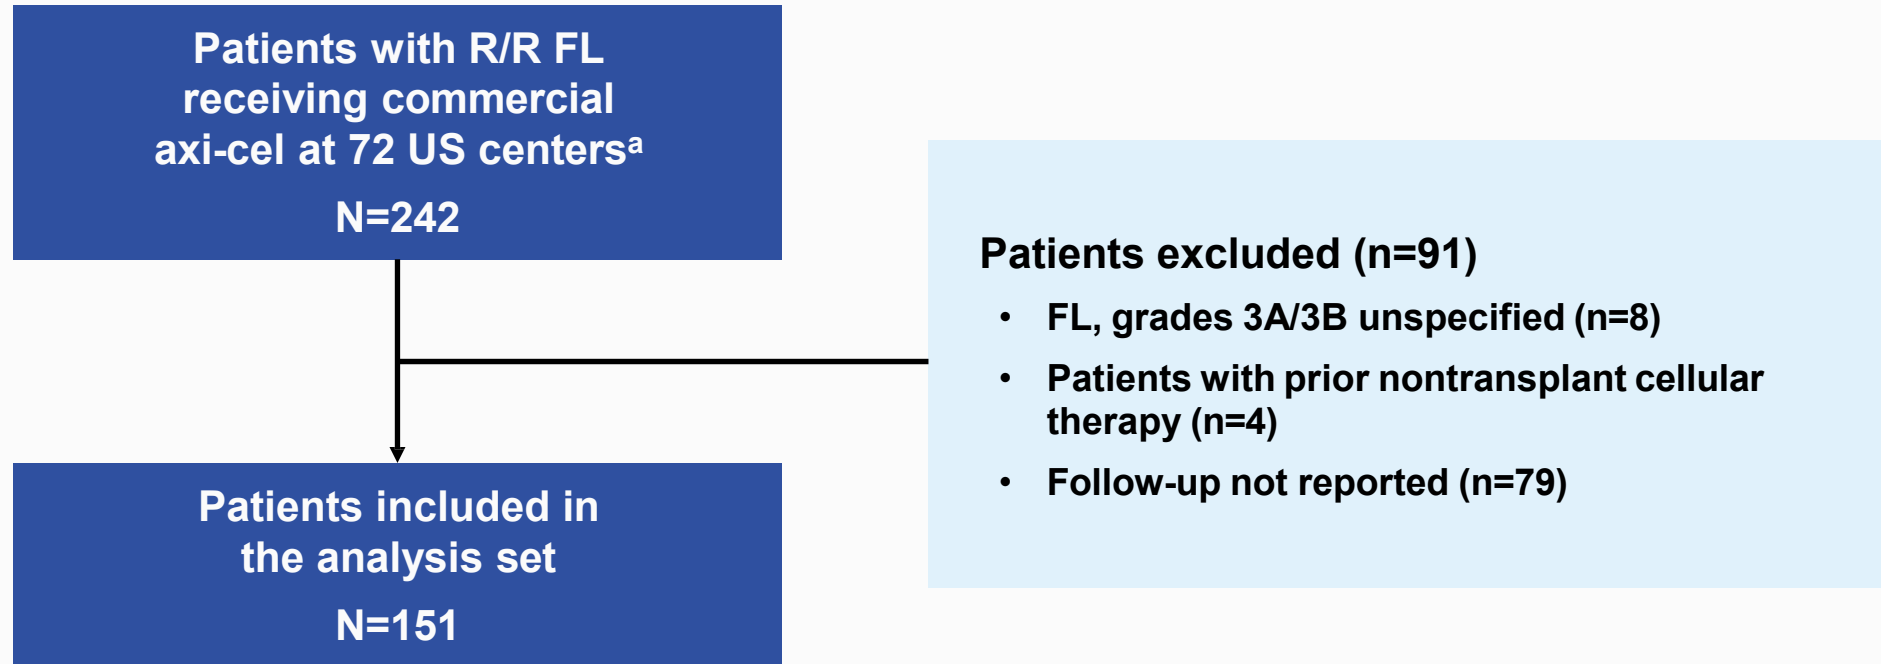 Patients with R/R FL
receiving commercial
axi-cel at 72 US centersᵃ
N=242
Patients excluded (n=91)
• FL, grades 3A/3B unspecified (n=8)
• Patients with prior nontransplant cellular
therapy (n=4)
• Follow-up not reported (n=79)
Patients included in
the analysis set
N=151